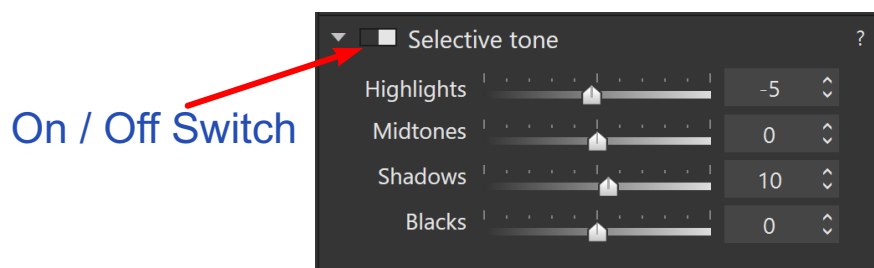 Selective tone ?
Highlights -5
On / Off Switch
Midtones 0
Shadows 10
Blacks 0